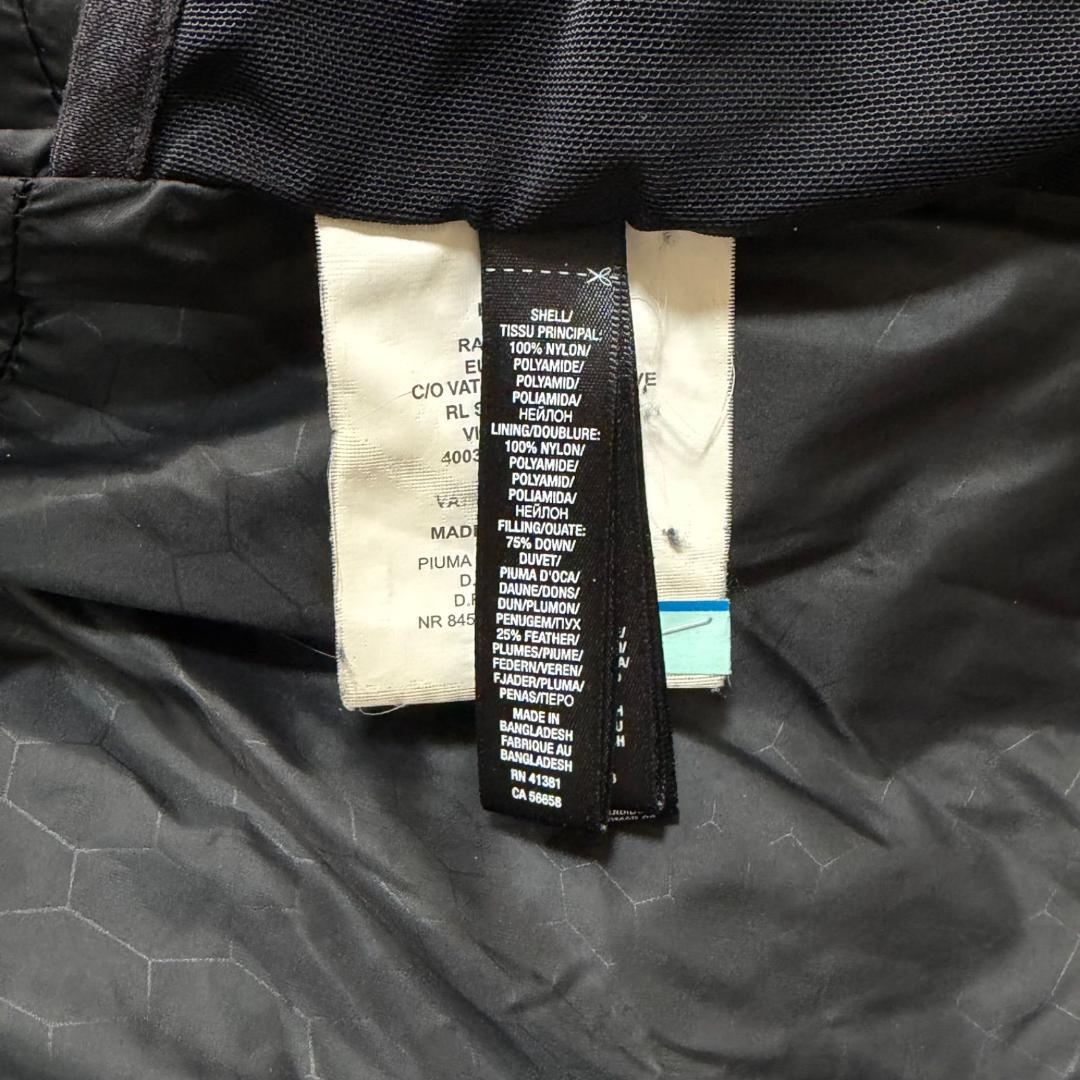 SHELL/
TISSU PRINCIPAL:
100% NYLON/
POLYAMIDE/
POLYAMID/
POLIAMIDA/
НЕЙЛОН
LINING/DOUBLURE:
100% NYLON/
POLYAMIDE/
POLYAMID/
POLIAMIDA/
НЕЙЛОН
FILLING/OUATE:
75% DOWN/
DUVET/
PIUMA D'OCA/
DAUNE/DONS/
DUN/PLUMON/
PENUGEM/ПУХ
25% FEATHER/
PLUMES/PIUME/
FEDERN/VEREN/
FJADER/PLUMA/
PENAS/ПЕРО
MADE IN
BANGLADESH
FABRIQUE AU
BANGLADESH
RN 41381
CA 56658
RA
EU
C/O VAT VE
RL S
VI
4003
VA
MADE
PIUMA
D.
D.P
NR 845